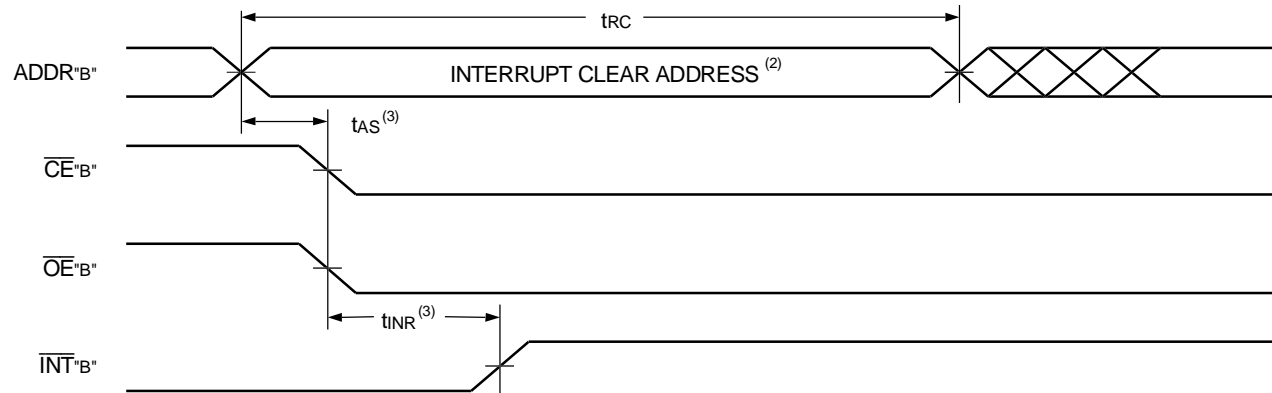 tRC
ADDR"B"
INTERRUPT CLEAR ADDRESS (2)
tAS(3)
CE"B"
OE"B"
tINR(3)
INT"B"